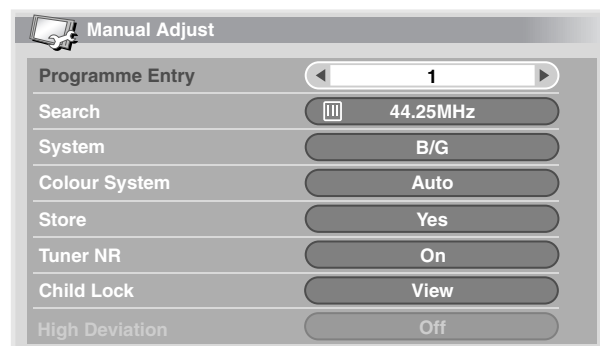 Manual Adjust
Programme Entry 1
Search 44.25MHz
System B/G
Colour System Auto
Store Yes
Tuner NR On
Child Lock View
High Deviation Off